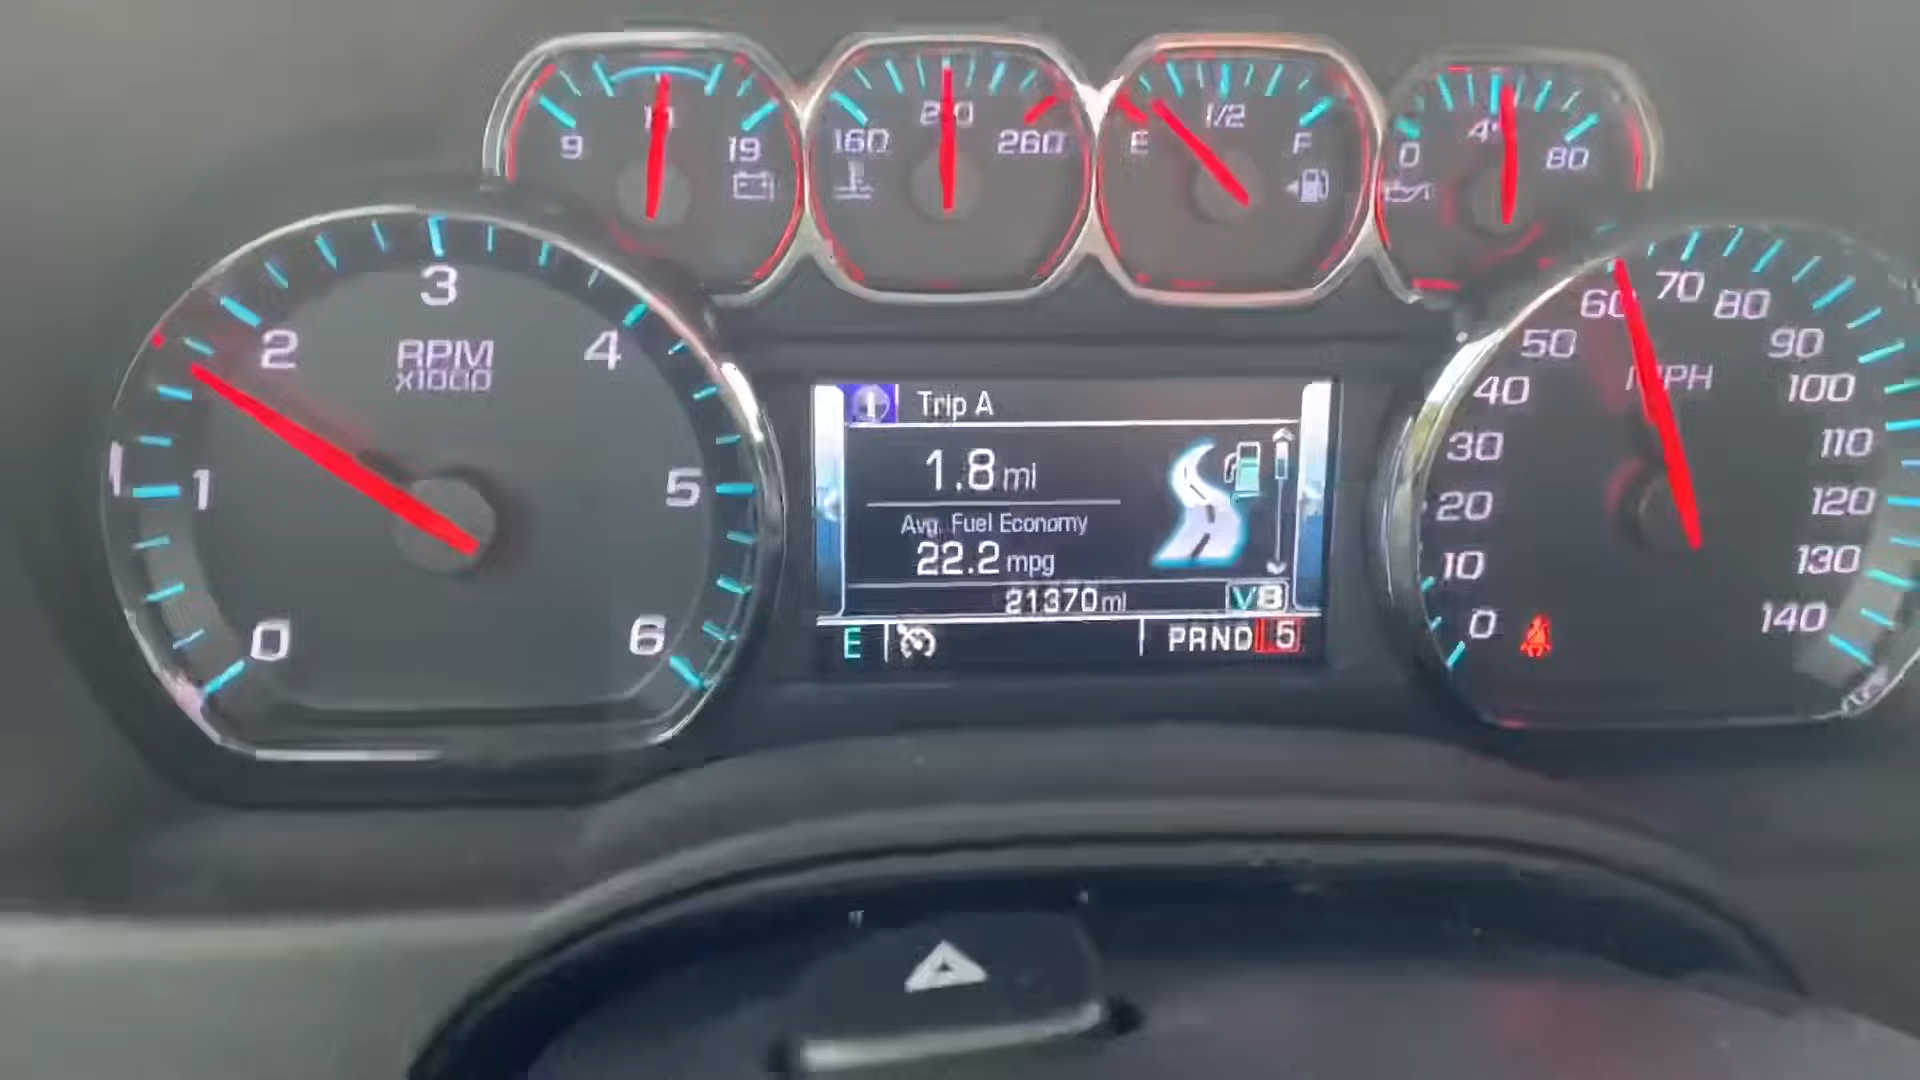 9
19
160
210
260
E
1/2
F
0
80
0
1
2
3
4
5
6
RPM
x1000
Trip A
1.8 mi
Avg. Fuel Economy
22.2 mpg
21370 mi
V8
E
PRND 5
0
10
20
30
40
50
60
70
80
90
100
110
120
130
140
MPH